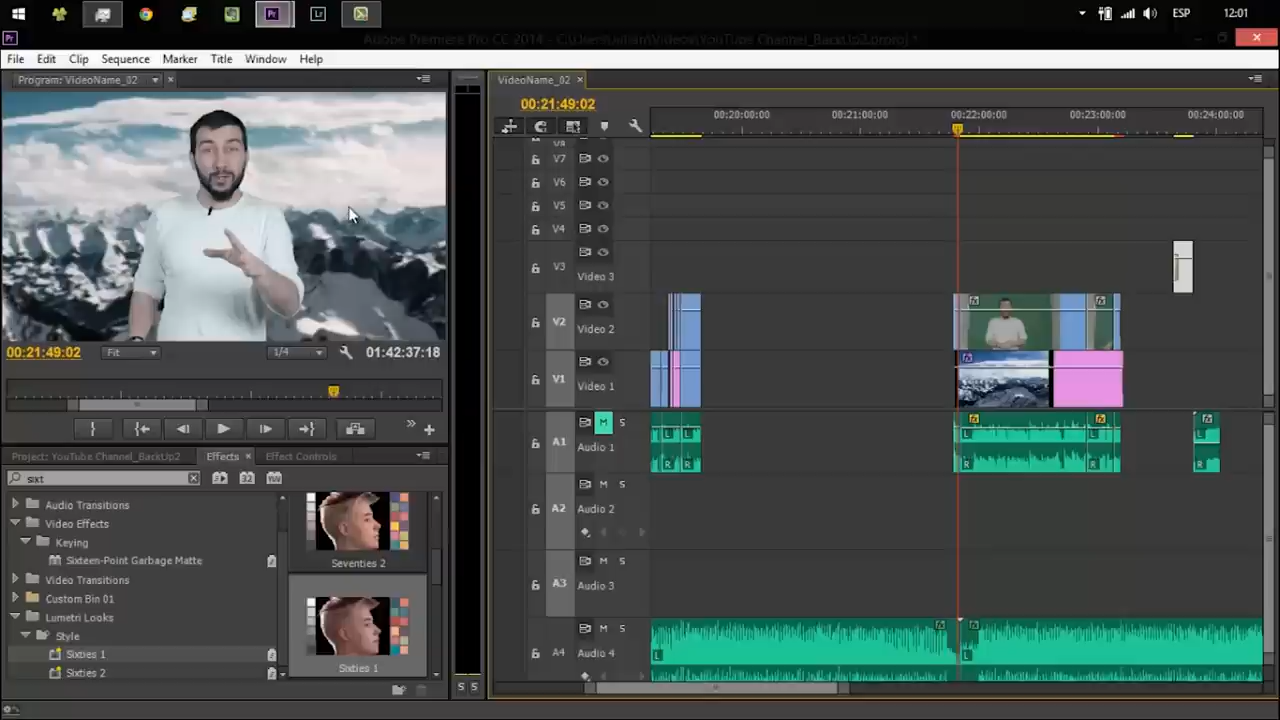 Pr
Lr
ESP
12:01
Pr
Adobe Premiere Pro CC 2014 - C:\Users\
\Videos\YouTube Channel_BackUp2.prproj *
File Edit Clip Sequence Marker Title Window Help
Program: VideoName_02
VideoName_02
00:21:49:02
00:20:00:00 00:21:00:00 00:22:00:00 00:23:00:00 00:24:00:00
V7
V6
V5
V4
V3
Video 3
V2
Video 2
V1
Video 1
00:21:49:02
Fit
1/4
01:42:37:18
A1 M S
Audio 1
L L L L L
R R R R R
Project: YouTube Channel_BackUp2
Effects
Effect Controls
sixt
32
YUV
Audio Transitions
Video Effects
Keying
Sixteen-Point Garbage Matte
Video Transitions
Custom Bin 01
Lumetri Looks
Style
Sixties 1
Sixties 2
Seventies 2
Sixties 1
M S
A2
Audio 2
M S
A3
Audio 3
M S
A4
Audio 4
L L
S S